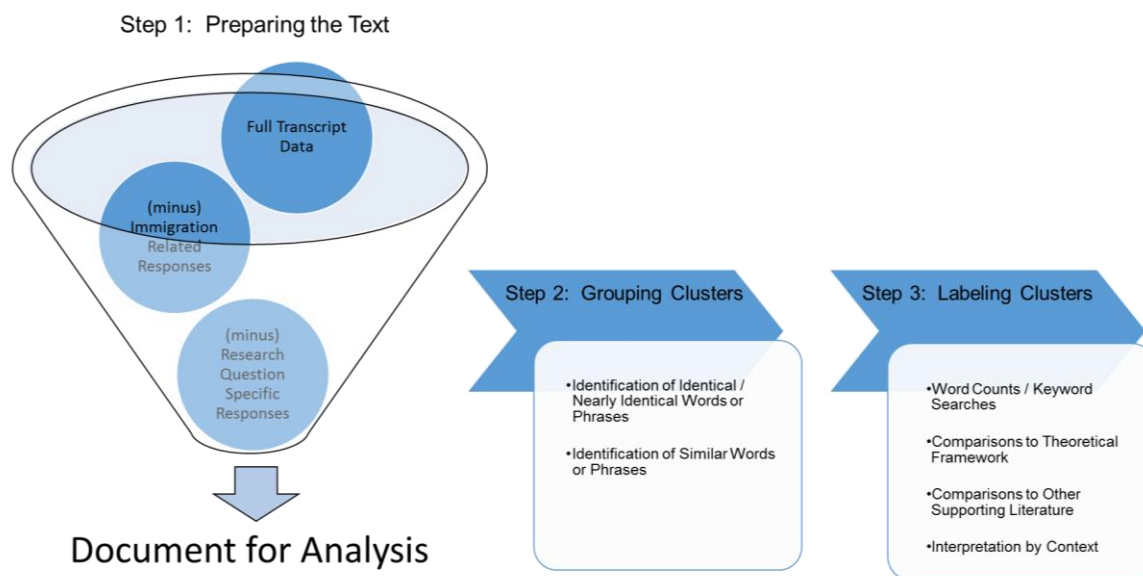 Step 1:  Preparing the Text
Full Transcript
Data
(minus)
Immigration
Related
Responses
(minus)
Research
Question
Specific
Responses
Document for Analysis
Step 2:  Grouping Clusters
•Identification of Identical /
Nearly Identical Words or
Phrases
•Identification of Similar Words
or Phrases
Step 3:  Labeling Clusters
•Word Counts / Keyword
Searches
•Comparisons to Theoretical
Framework
•Comparisons to Other
Supporting Literature
•Interpretation by Context